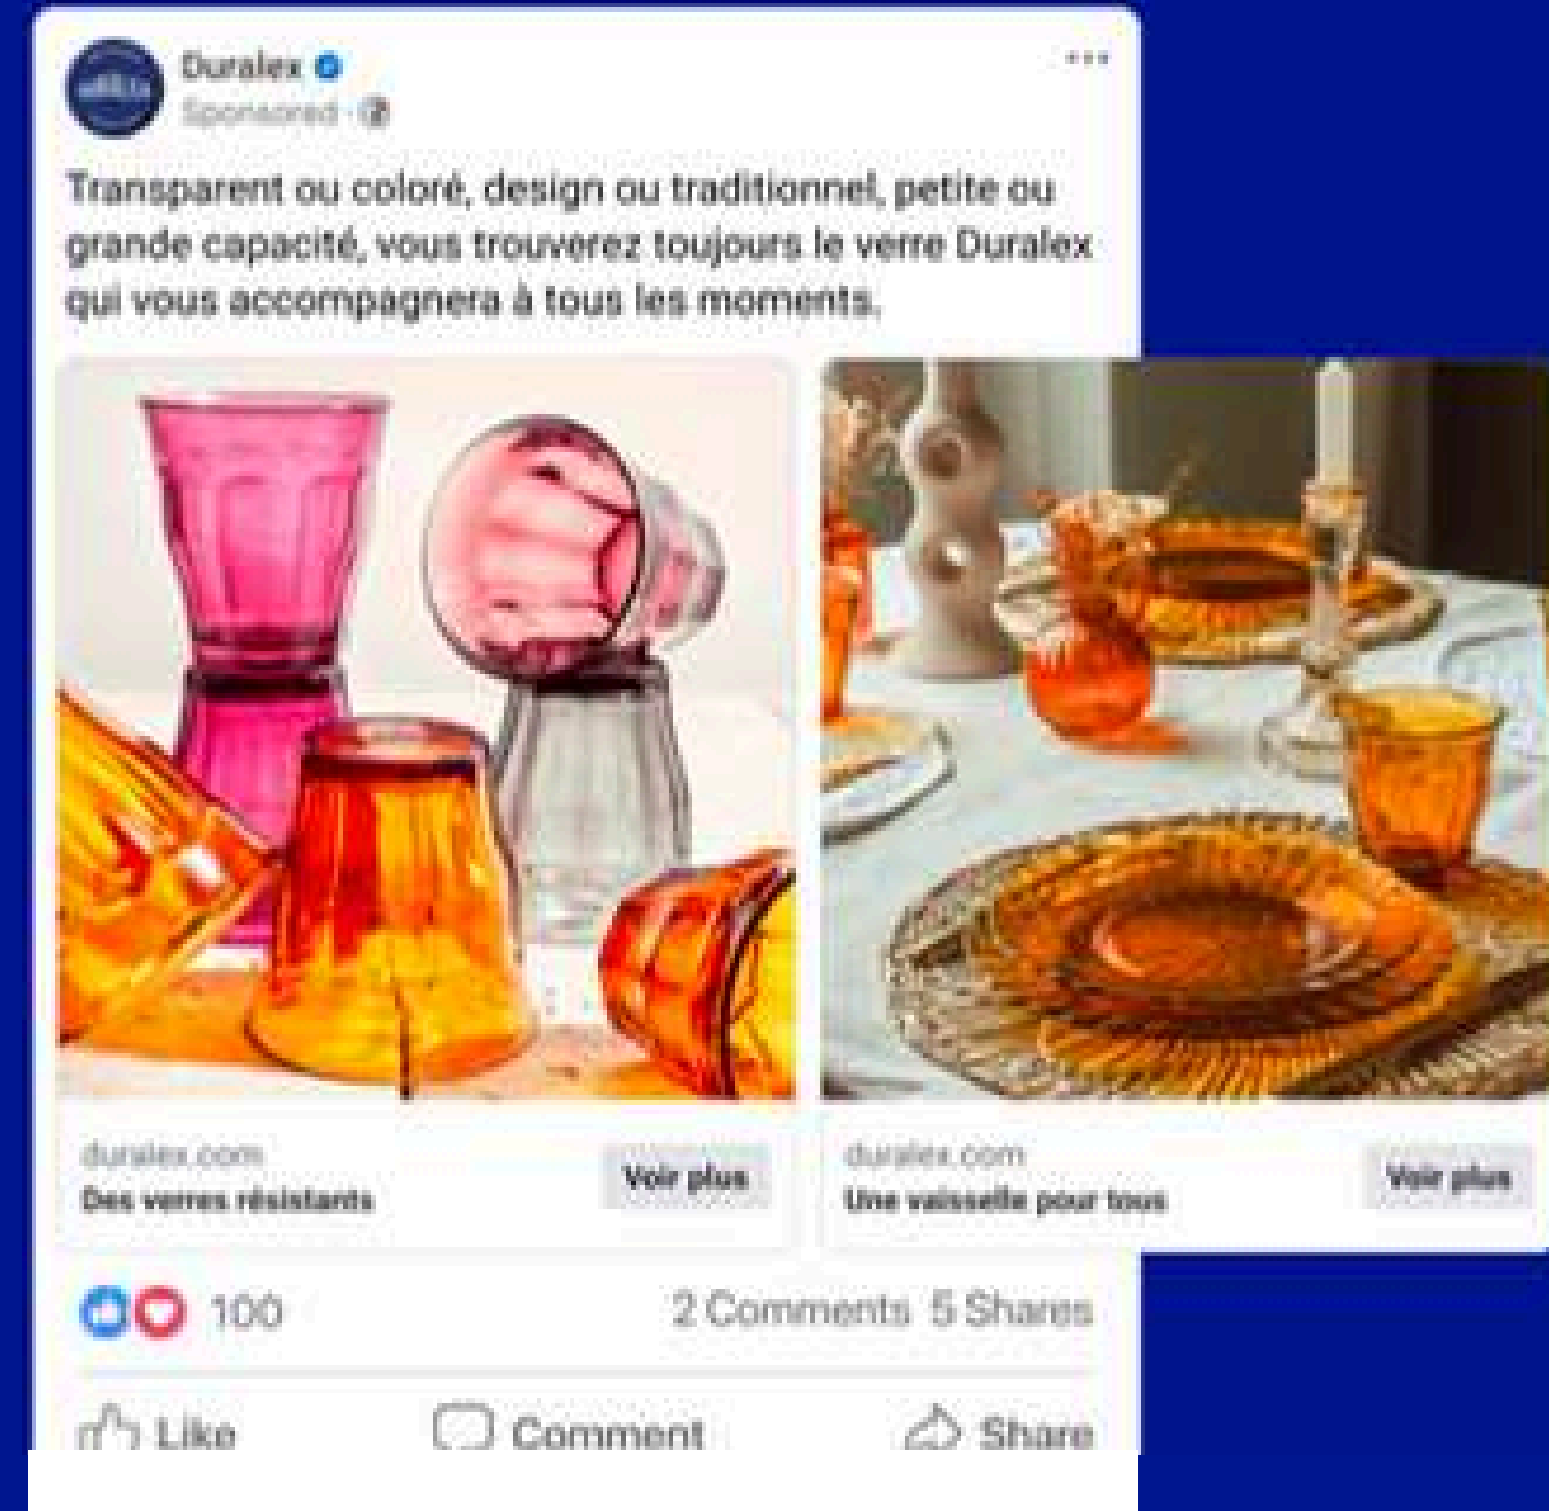 Duralex
Sponsored ·
Transparent ou coloré, design ou traditionnel, petite ou
grande capacité, vous trouverez toujours le verre Duralex
qui vous accompagnera à tous les moments.
duralex.com
Des verres résistants
Voir plus
duralex.com
Une vaisselle pour tous
Voir plus
100
2 Comments 5 Shares
Like
Comment
Share